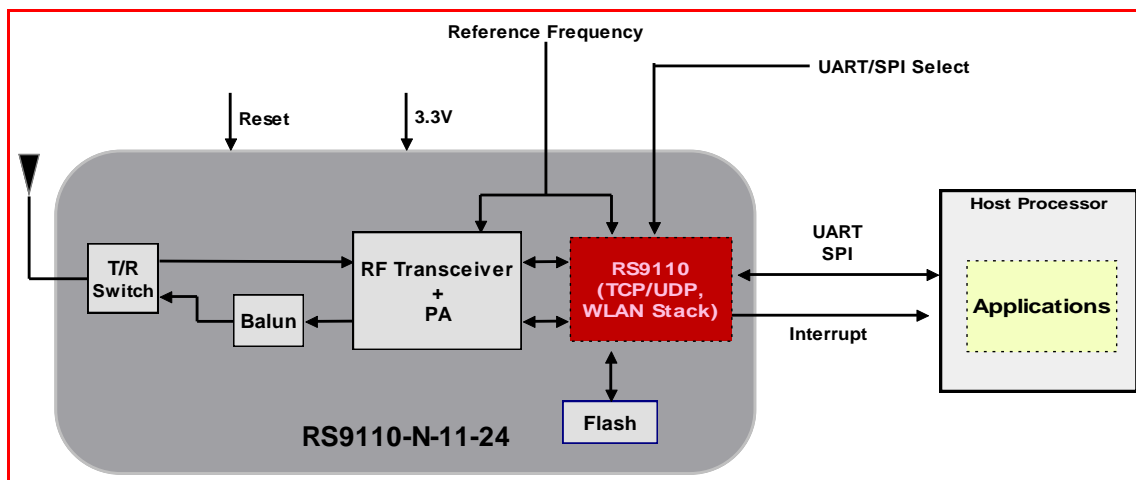 Reference Frequency
UART/SPI Select
Reset
3.3V
Host Processor
T/R
Switch
RF Transceiver
+
PA
RS9110
(TCP/UDP,
WLAN Stack)
UART
SPI
Applications
Balun
Interrupt
Flash
RS9110-N-11-24